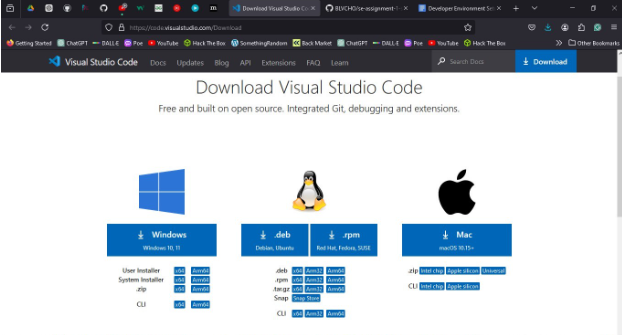 Download Visual Studio Co
BLVCHO/se-assignment-1-
Developer Environment Se
https://code.visualstudio.com/Download
Getting Started ChatGPT DALL·E Poe YouTube Hack The Box SomethingRandom Back Market ChatGPT DALL·E Poe YouTube Hack The Box Other Bookmarks
Visual Studio Code Docs Updates Blog API Extensions FAQ Learn Search Docs Download
Download Visual Studio Code
Free and built on open source. Integrated Git, debugging and extensions.
Windows
Windows 10, 11
User Installer x64 Arm64
System Installer x64 Arm64
.zip x64 Arm64
CLI x64 Arm64
.deb
Debian, Ubuntu
.rpm
Red Hat, Fedora, SUSE
.deb x64 Arm32 Arm64
.rpm x64 Arm32 Arm64
.tar.gz x64 Arm32 Arm64
Snap Snap Store
CLI x64 Arm32 Arm64
Mac
macOS 10.15+
.zip Intel chip Apple silicon Universal
CLI Intel chip Apple silicon